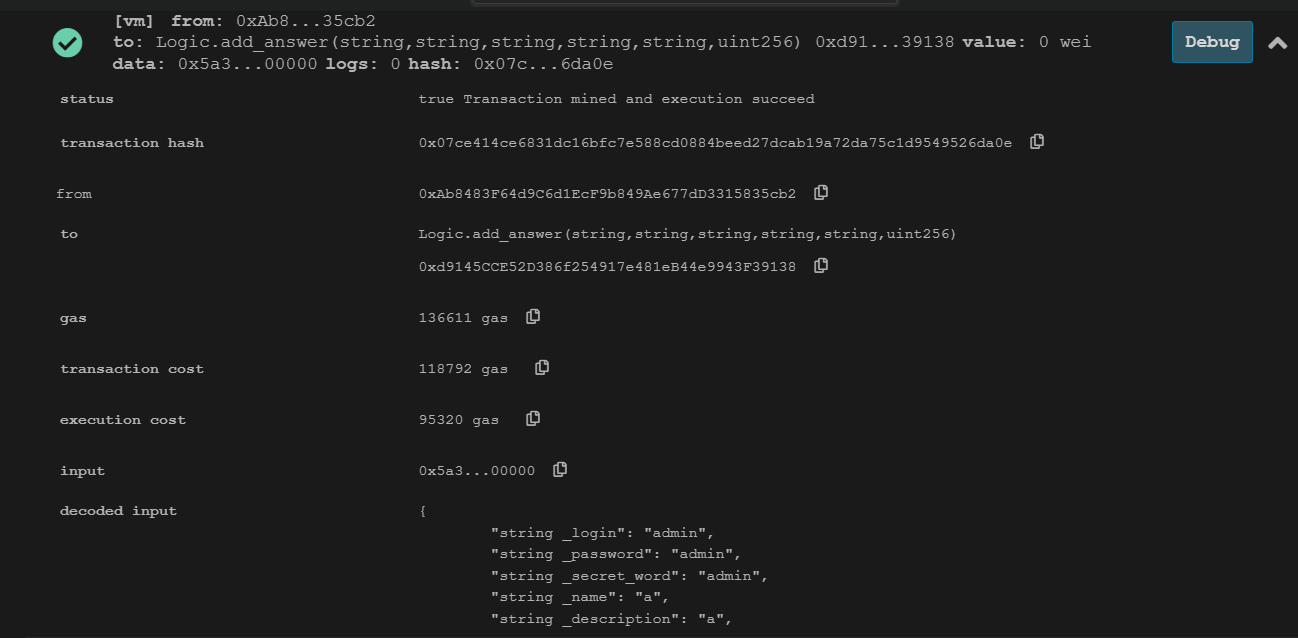 [vm] from: 0xAb8...35cb2
to: Logic.add_answer(string,string,string,string,string,uint256) 0xd91...39138 value: 0 wei
data: 0x5a3...00000 logs: 0 hash: 0x07c...6da0e
Debug
status true Transaction mined and execution succeed
transaction hash 0x07ce414ce6831dc16bfc7e588cd0884beed27dcab19a72da75c1d9549526da0e
from 0xAb8483F64d9C6d1EcF9b849Ae677dD3315835cb2
to Logic.add_answer(string,string,string,string,string,uint256)
0xd9145CCE52D386f254917e481eB44e9943F39138
gas 136611 gas
transaction cost 118792 gas
execution cost 95320 gas
input 0x5a3...00000
decoded input {
"string _login": "admin",
"string _password": "admin",
"string _secret_word": "admin",
"string _name": "a",
"string _description": "a",